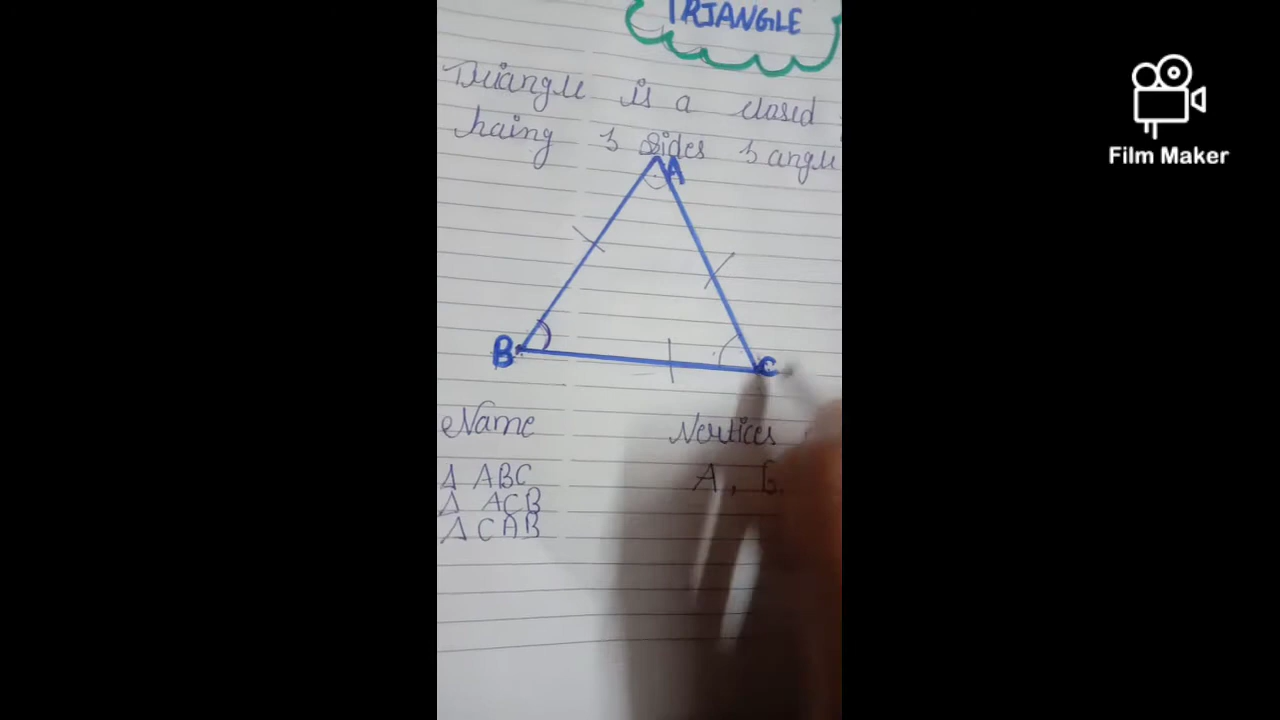 TRIANGLE
Triangle is a closed
haing 3 sides 3 angle
A
B
C
Name
Vertices
Δ ABC
A, B
Δ ACB
Δ CAB
Film Maker